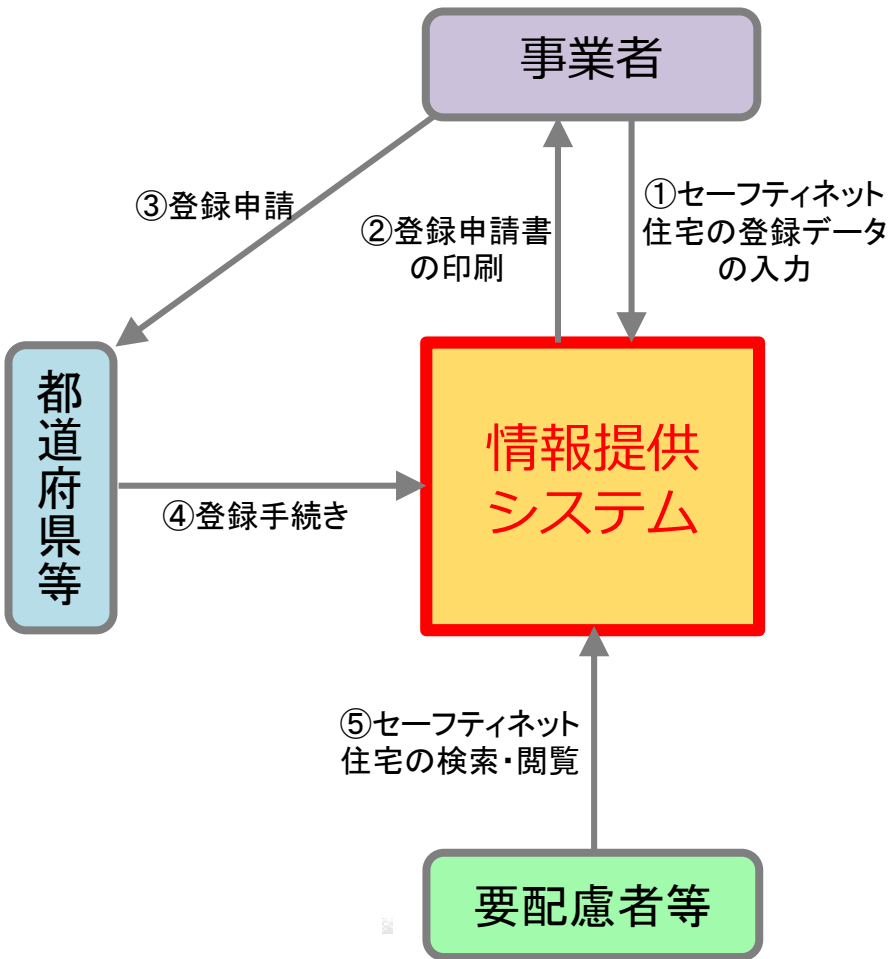 事業者
①セーフティネット
住宅の登録データ
の入力
②登録申請書
の印刷
③登録申請
都道府県等
情報提供
システム
④登録手続き
⑤セーフティネット
住宅の検索・閲覧
要配慮者等